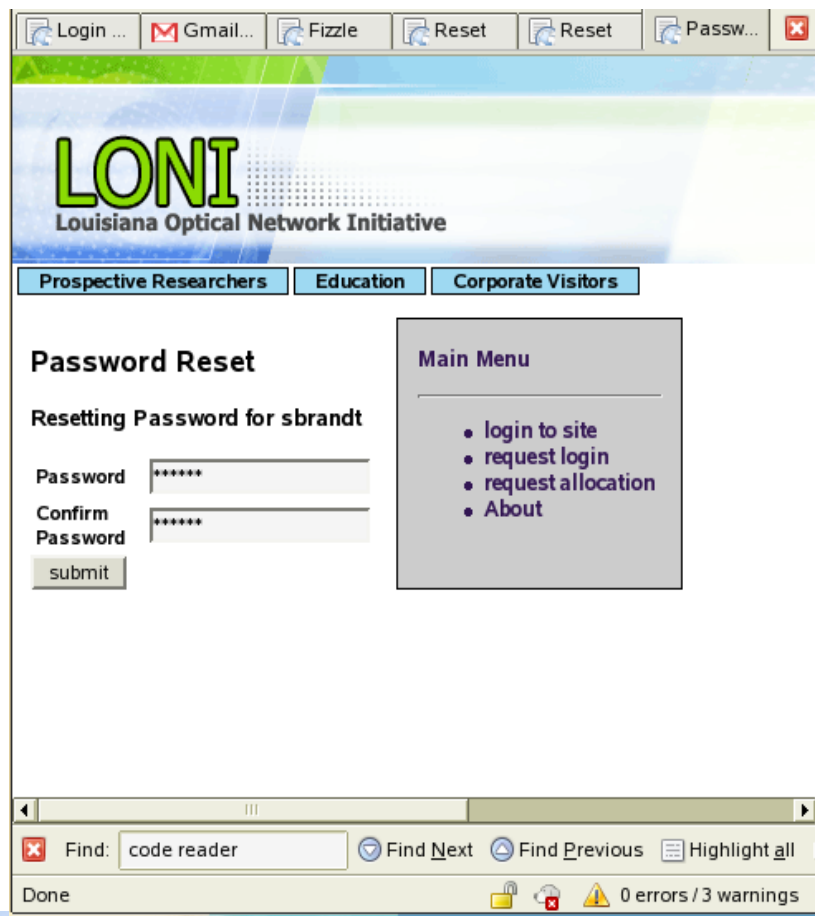 Login ... Gmail... Fizzle Reset Reset Passw...
LONI
Louisiana Optical Network Initiative
Prospective Researchers Education Corporate Visitors
Password Reset
Resetting Password for sbrandt
Password ******
Confirm
Password ******
submit
Main Menu
login to site
request login
request allocation
About
Find: code reader Find Next Find Previous Highlight all
Done 0 errors / 3 warnings